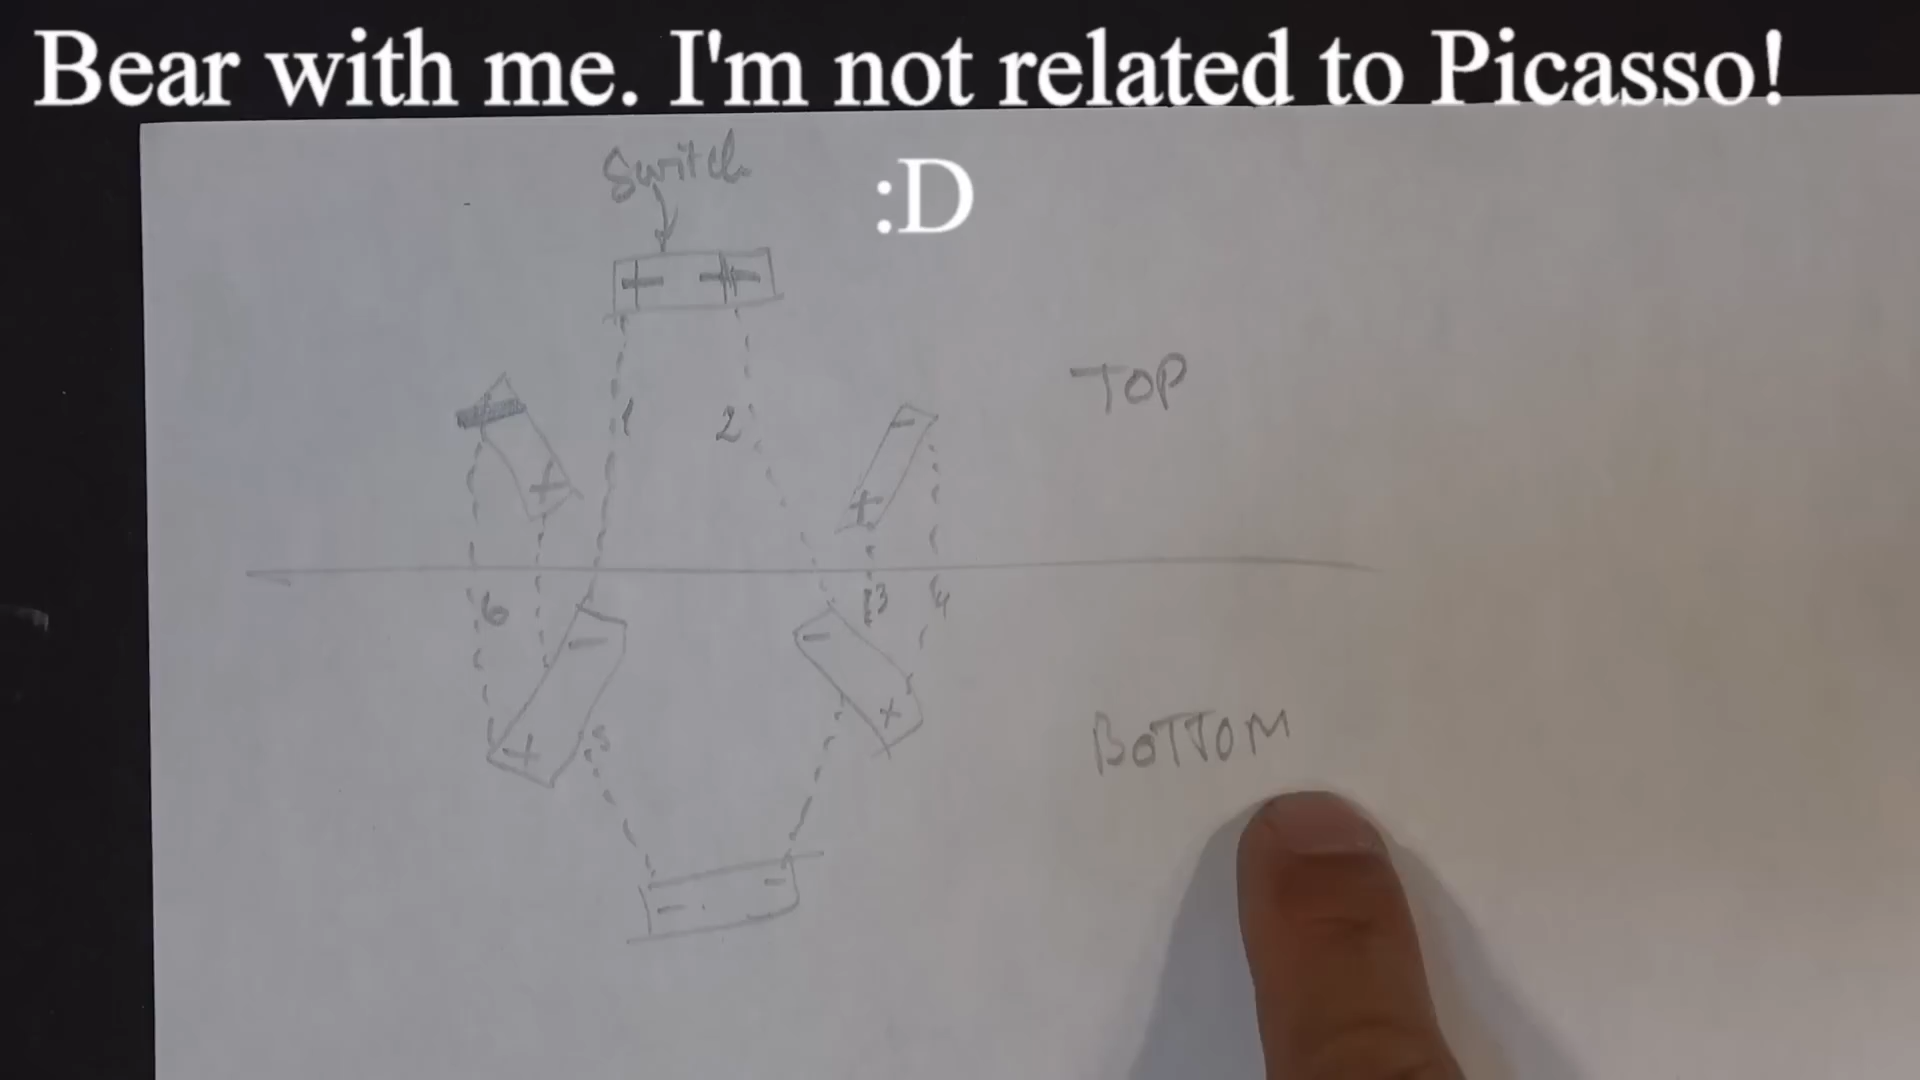 Bear with me. I'm not related to Picasso!
:D
Switch
+ +
1 2
-
TOP
+ +
6 3 4
- -
+ +
5
BOTTOM
- -